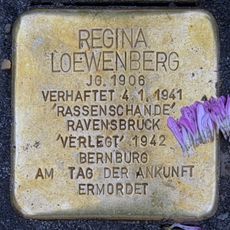 REGINA
LOEWENBERG
JG. 1906
VERHAFTET 4.1.1941
'RASSENSCHANDE'
RAVENSBRÜCK
'VERLEGT' 1942
BERNBURG
AM TAG DER ANKUNFT
ERMORDET